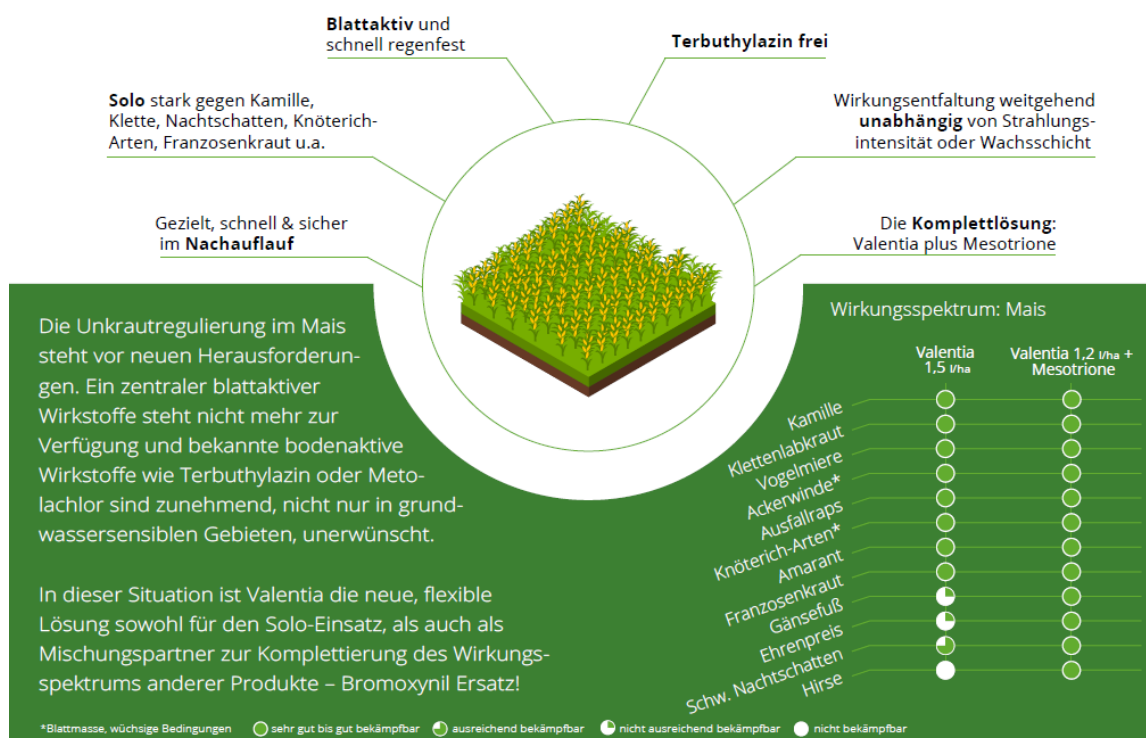 Blattaktiv und
schnell regenfest
Terbuthylazin frei
Solo stark gegen Kamille,
Klette, Nachtschatten, Knöterich-
Arten, Franzosenkraut u.a.
Wirkungsentfaltung weitgehend
unabhängig von Strahlungs-
intensität oder Wachsschicht
Gezielt, schnell & sicher
im Nachauflauf
Die Komplettlösung:
Valentia plus Mesotrione
Die Unkrautregulierung im Mais
steht vor neuen Herausforderun-
gen. Ein zentraler blattaktiver
Wirkstoffe steht nicht mehr zur
Verfügung und bekannte bodenaktive
Wirkstoffe wie Terbuthylazin oder Meto-
lachlor sind zunehmend, nicht nur in grund-
wassersensiblen Gebieten, unerwünscht.
In dieser Situation ist Valentia die neue, flexible
Lösung sowohl für den Solo-Einsatz, als auch als
Mischungspartner zur Komplettierung des Wirkungs-
spektrums anderer Produkte – Bromoxynil Ersatz!
Wirkungsspektrum: Mais
Valentia
1,5 l/ha
Valentia 1,2 l/ha +
Mesotrione
Kamille
Klettenlabkraut
Vogelmiere
Ackerwinde*
Ausfallraps
Knöterich-Arten*
Amarant
Franzosenkraut
Gänsefuß
Ehrenpreis
Schw. Nachtschatten
Hirse
*Blattmasse, wüchsige Bedingungen
sehr gut bis gut bekämpfbar
ausreichend bekämpfbar
nicht ausreichend bekämpfbar
nicht bekämpfbar